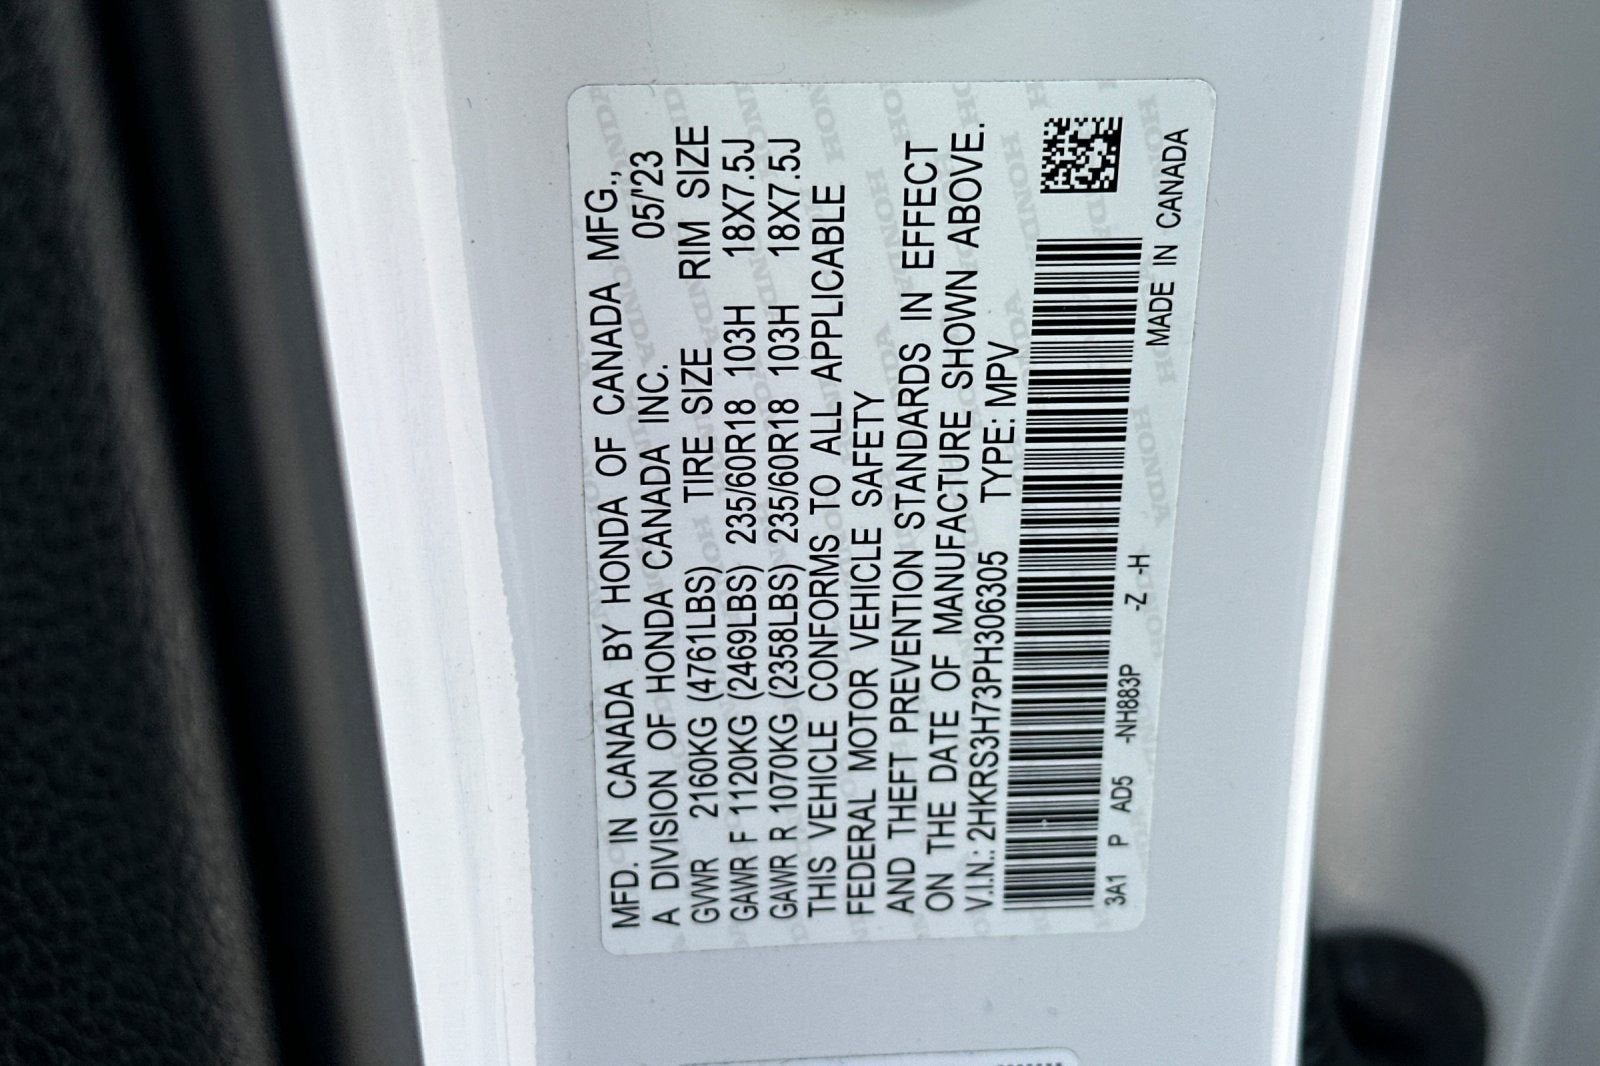 MFD. IN CANADA BY HONDA OF CANADA MFG.,
A DIVISION OF HONDA CANADA INC. 05/'23
GVWR 2160KG (4761LBS) TIRE SIZE RIM SIZE
GAWR F 1120KG (2469LBS) 235/60R18 103H 18X7.5J
GAWR R 1070KG (2358LBS) 235/60R18 103H 18X7.5J
THIS VEHICLE CONFORMS TO ALL APPLICABLE
FEDERAL MOTOR VEHICLE SAFETY
AND THEFT PREVENTION STANDARDS IN EFFECT
ON THE DATE OF MANUFACTURE SHOWN ABOVE.
V.I.N.: 2HKRS3H73PH306305 TYPE: MPV
3A1 P AD5 -NH883P -Z -H
MADE IN CANADA